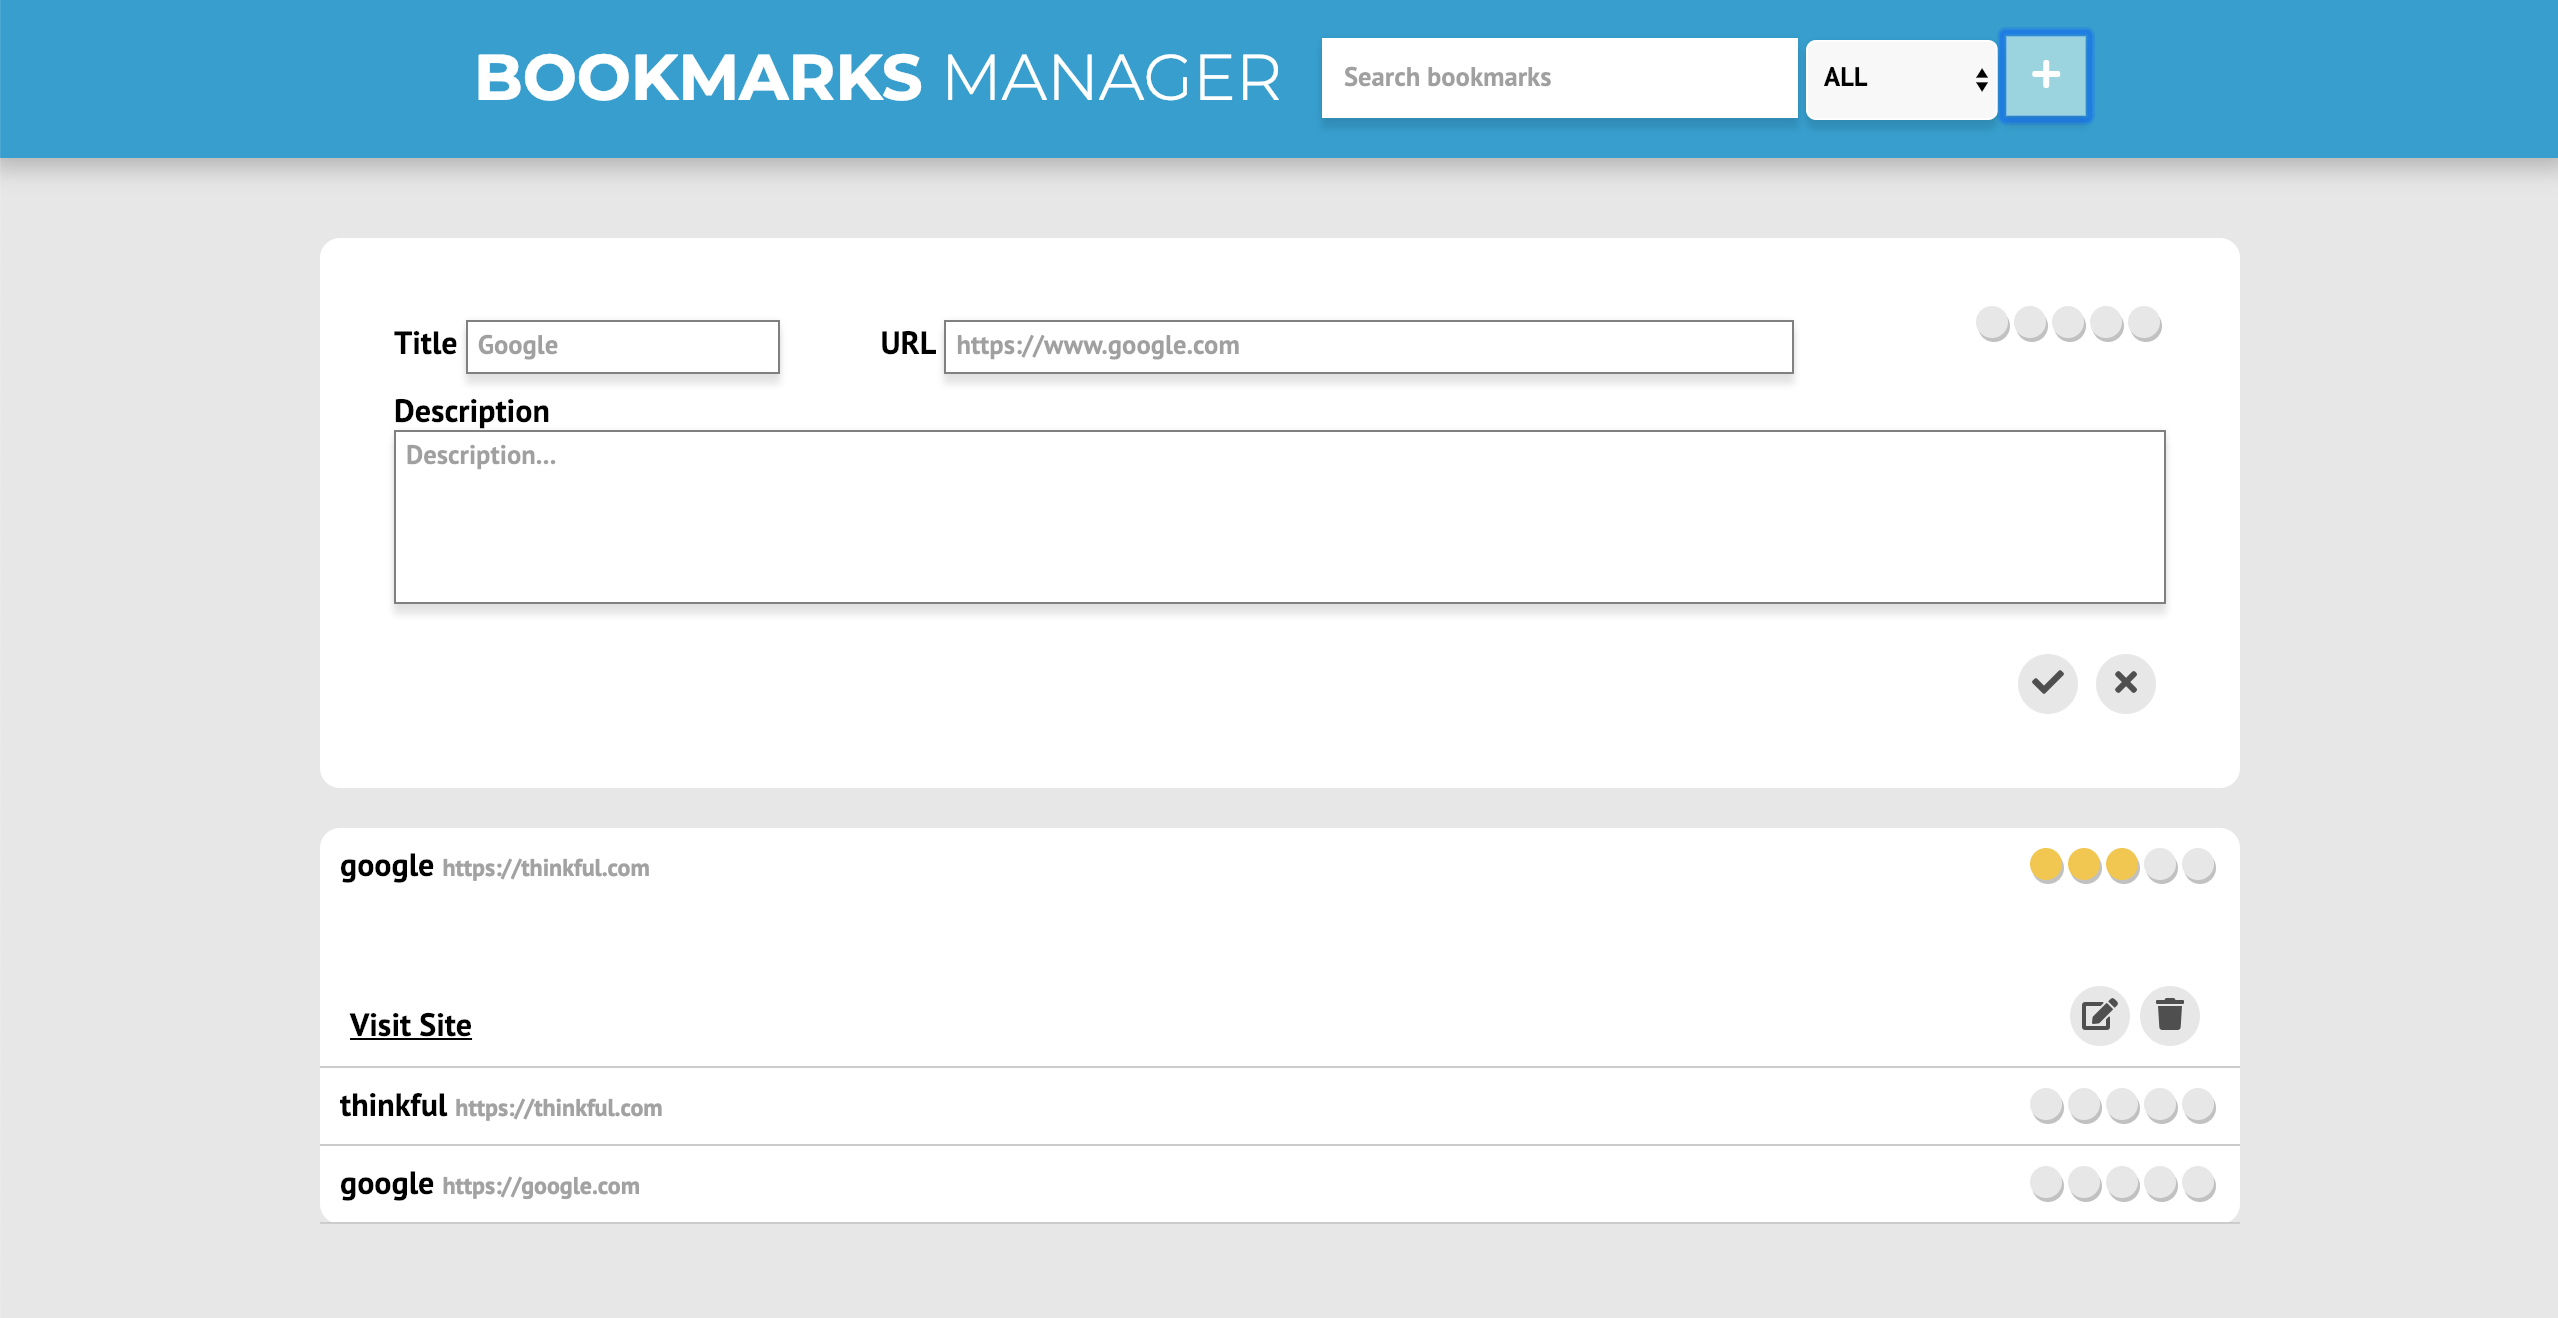 BOOKMARKS MANAGER
Search bookmarks
ALL
Title Google
URL https://www.google.com
Description
Description...
google https://thinkful.com
Visit Site
thinkful https://thinkful.com
google https://google.com